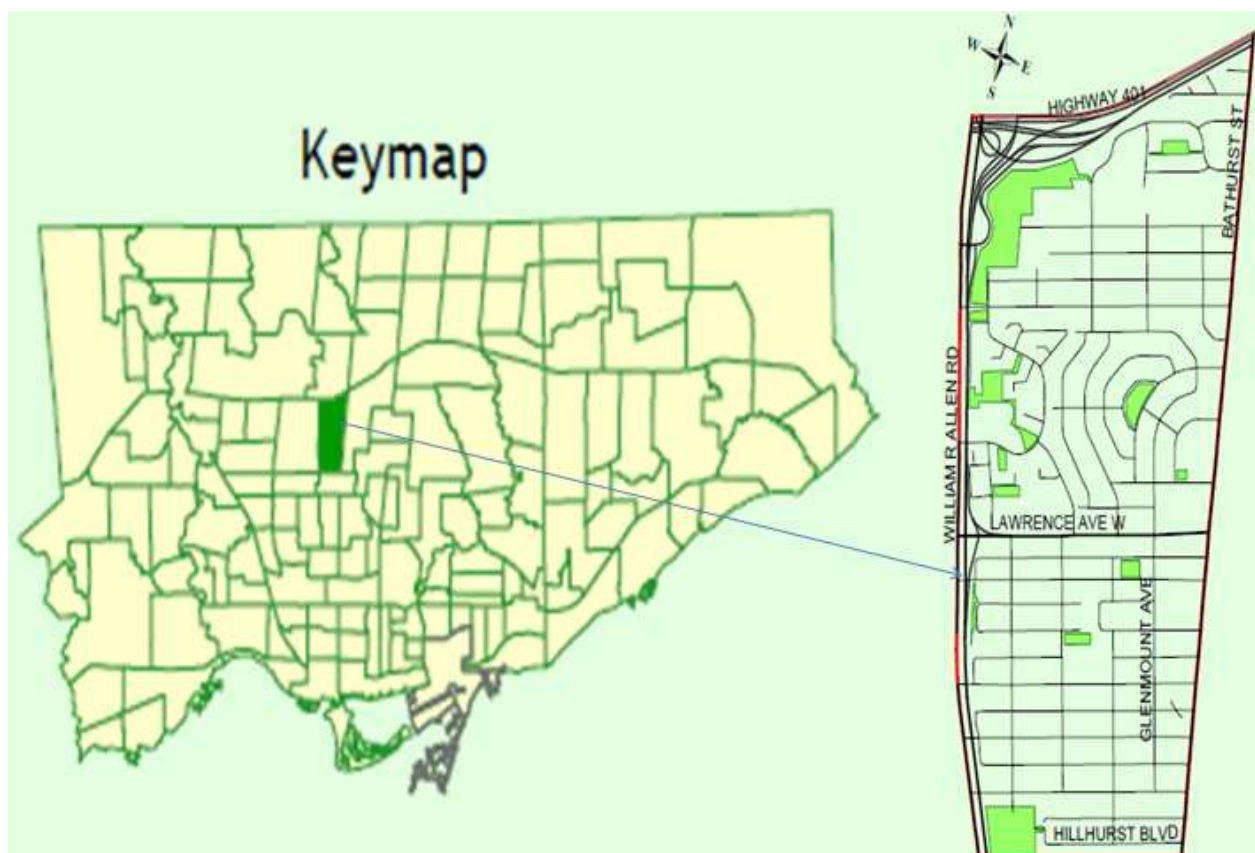 Keymap
N
W
E
S
HIGHWAY 401
BATHURST ST
WILLIAM R ALLEN RD
LAWRENCE AVE W
GLENMOUNT AVE
HILLHURST BLVD